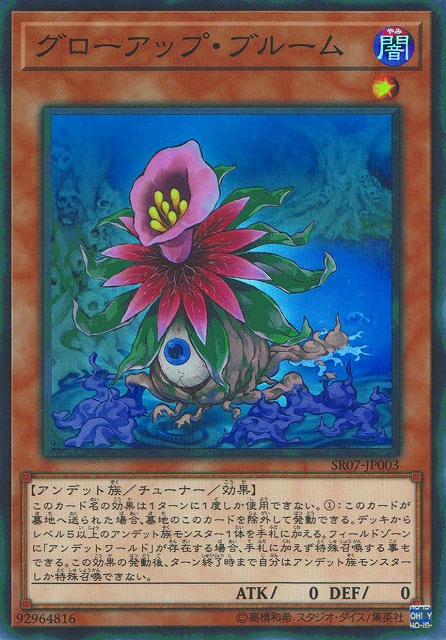 グローアップ・ブルーム
闇
SR07-JP003
【アンデット族／チューナー／効果】
このカード名の効果は１ターンに１度しか使用できない。①：このカードが
墓地へ送られた場合、墓地のこのカードを除外して発動できる。デッキから
レベル５以上のアンデット族モンスター１体を手札に加える。フィールドゾーン
に「アンデットワールド」が存在する場合、手札に加えず特殊召喚する事も
できる。この効果の発動後、ターン終了時まで自分はアンデット族モンスター
しか特殊召喚できない。
ATK/ 0 DEF/ 0
92964816 ©高橋和希 スタジオ・ダイス/集英社